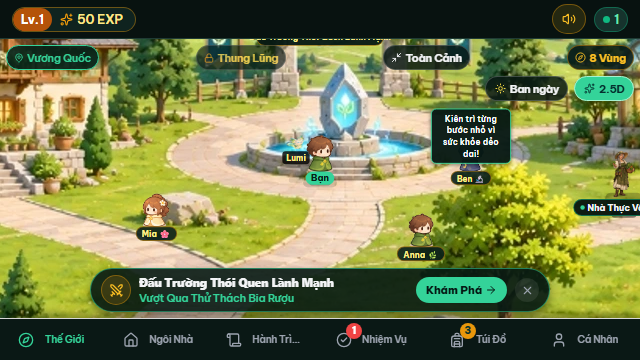 Lv.1
50 EXP
1
Vương Quốc
Thung Lũng
Toàn Cảnh
8 Vùng
Ban ngày
2.5D
Kiên trì từng
bước nhỏ vì
sức khỏe dẻo
dai!
Lumi
Bạn
Ben
Mia
Anna
Nhà Thực Vậ
Đấu Trường Thói Quen Lành Mạnh
Vượt Qua Thử Thách Bia Rượu
Khám Phá →
×
Thế Giới
Ngôi Nhà
Hành Trì...
1
Nhiệm Vụ
3
Túi Đồ
Cá Nhân